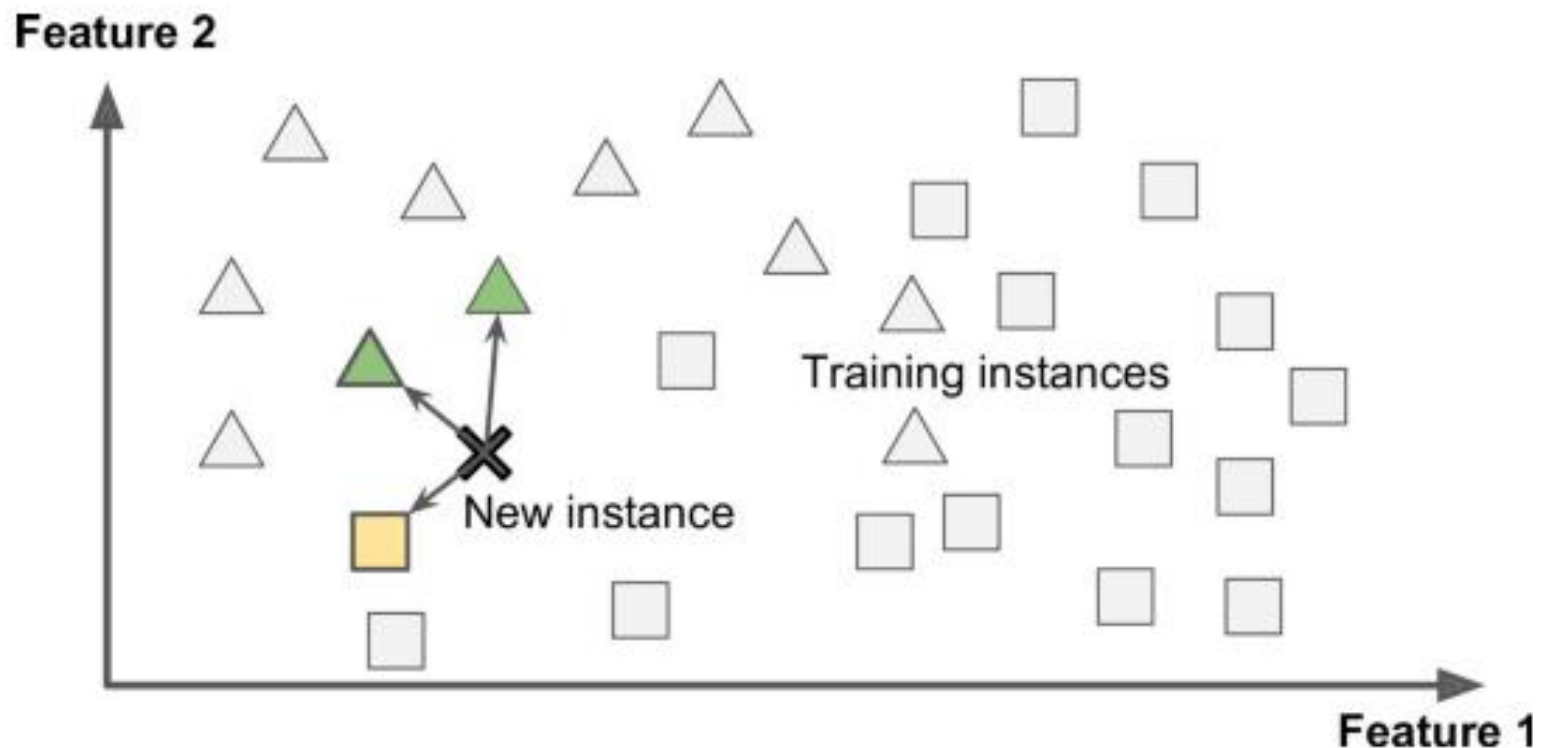 Feature 2
Training instances
New instance
Feature 1